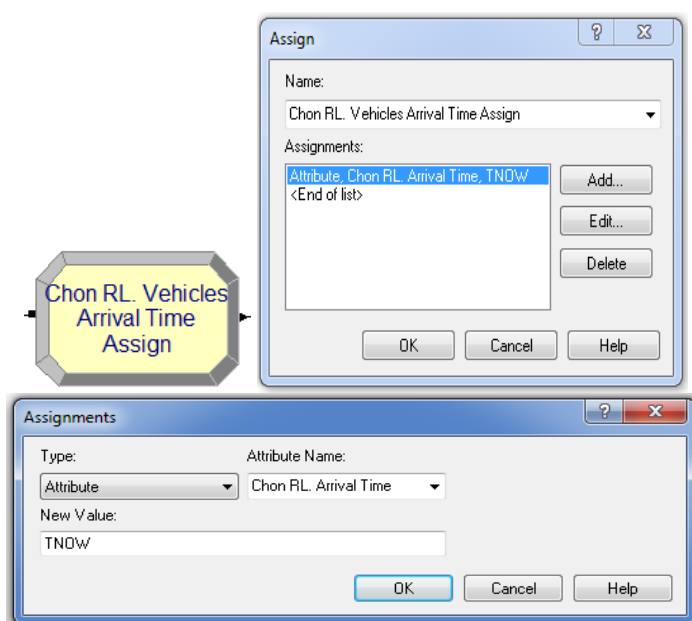 Assign
Name:
Chon RL. Vehicles Arrival Time Assign
Assignments:
Attribute, Chon RL. Arrival Time, TNOW
<End of list>
Add...
Edit...
Delete
OK
Cancel
Help
Chon RL. Vehicles
Arrival Time
Assign
Assignments
Type:
Attribute Name:
Attribute
Chon RL. Arrival Time
New Value:
TNOW
OK
Cancel
Help